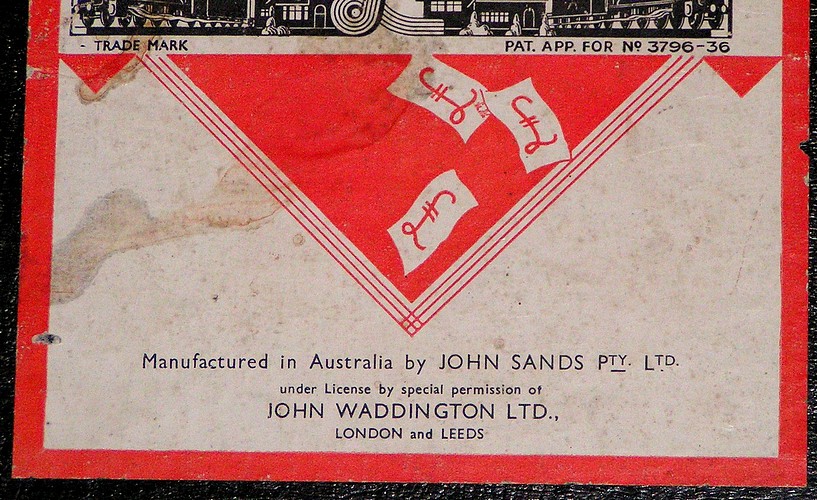 - TRADE MARK
PAT. APP. FOR Nº 3796-36
£
£
£
Manufactured in Australia by JOHN SANDS PTY. LTD.
under License by special permission of
JOHN WADDINGTON LTD.,
LONDON and LEEDS